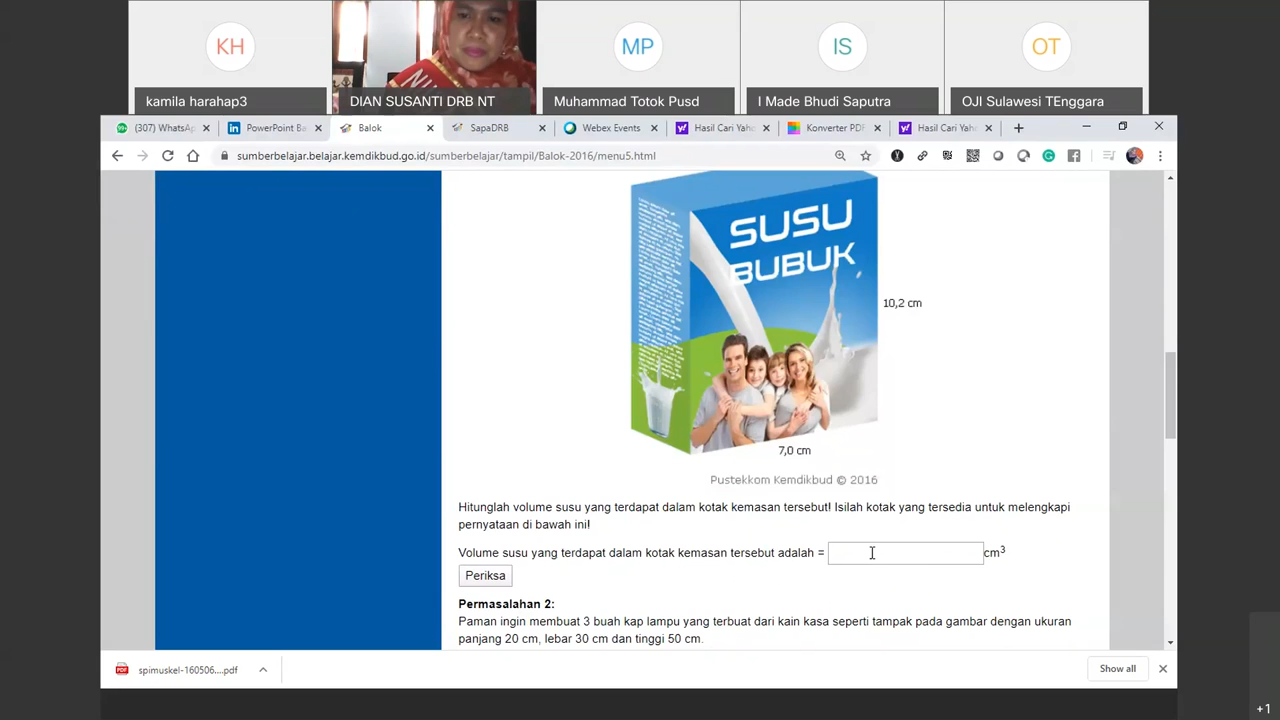 KH
MP
IS
OT
kamila harahap3
DIAN SUSANTI DRB NT
Muhammad Totok Pusd
I Made Bhudi Saputra
OJI Sulawesi TEnggara
(307) WhatsAp
PowerPoint Ba
Balok
SapaDRB
Webex Events
Hasil Cari Yaho
Konverter PDF
Hasil Cari Yaho
sumberbelajar.belajar.kemdikbud.go.id/sumberbelajar/tampil/Balok-2016/menu5.html
SUSU
BUBUK
10,2 cm
7,0 cm
Pustekkom Kemdikbud © 2016
Hitunglah volume susu yang terdapat dalam kotak kemasan tersebut! Isilah kotak yang tersedia untuk melengkapi
pernyataan di bawah ini!
Volume susu yang terdapat dalam kotak kemasan tersebut adalah = cm³
Periksa
Permasalahan 2:
Paman ingin membuat 3 buah kap lampu yang terbuat dari kain kasa seperti tampak pada gambar dengan ukuran
panjang 20 cm, lebar 30 cm dan tinggi 50 cm.
spimuskel-160506....pdf
Show all
+1